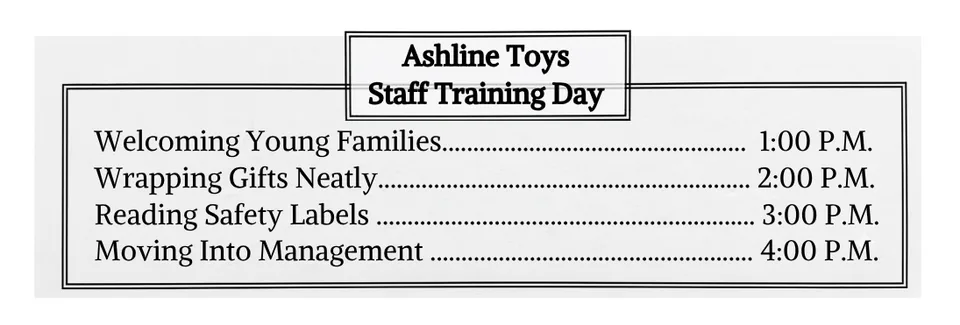 Ashline Toys
Staff Training Day
Welcoming Young Families................................................... 1:00 P.M.
Wrapping Gifts Neatly.............................................................. 2:00 P.M.
Reading Safety Labels ............................................................... 3:00 P.M.
Moving Into Management ...................................................... 4:00 P.M.